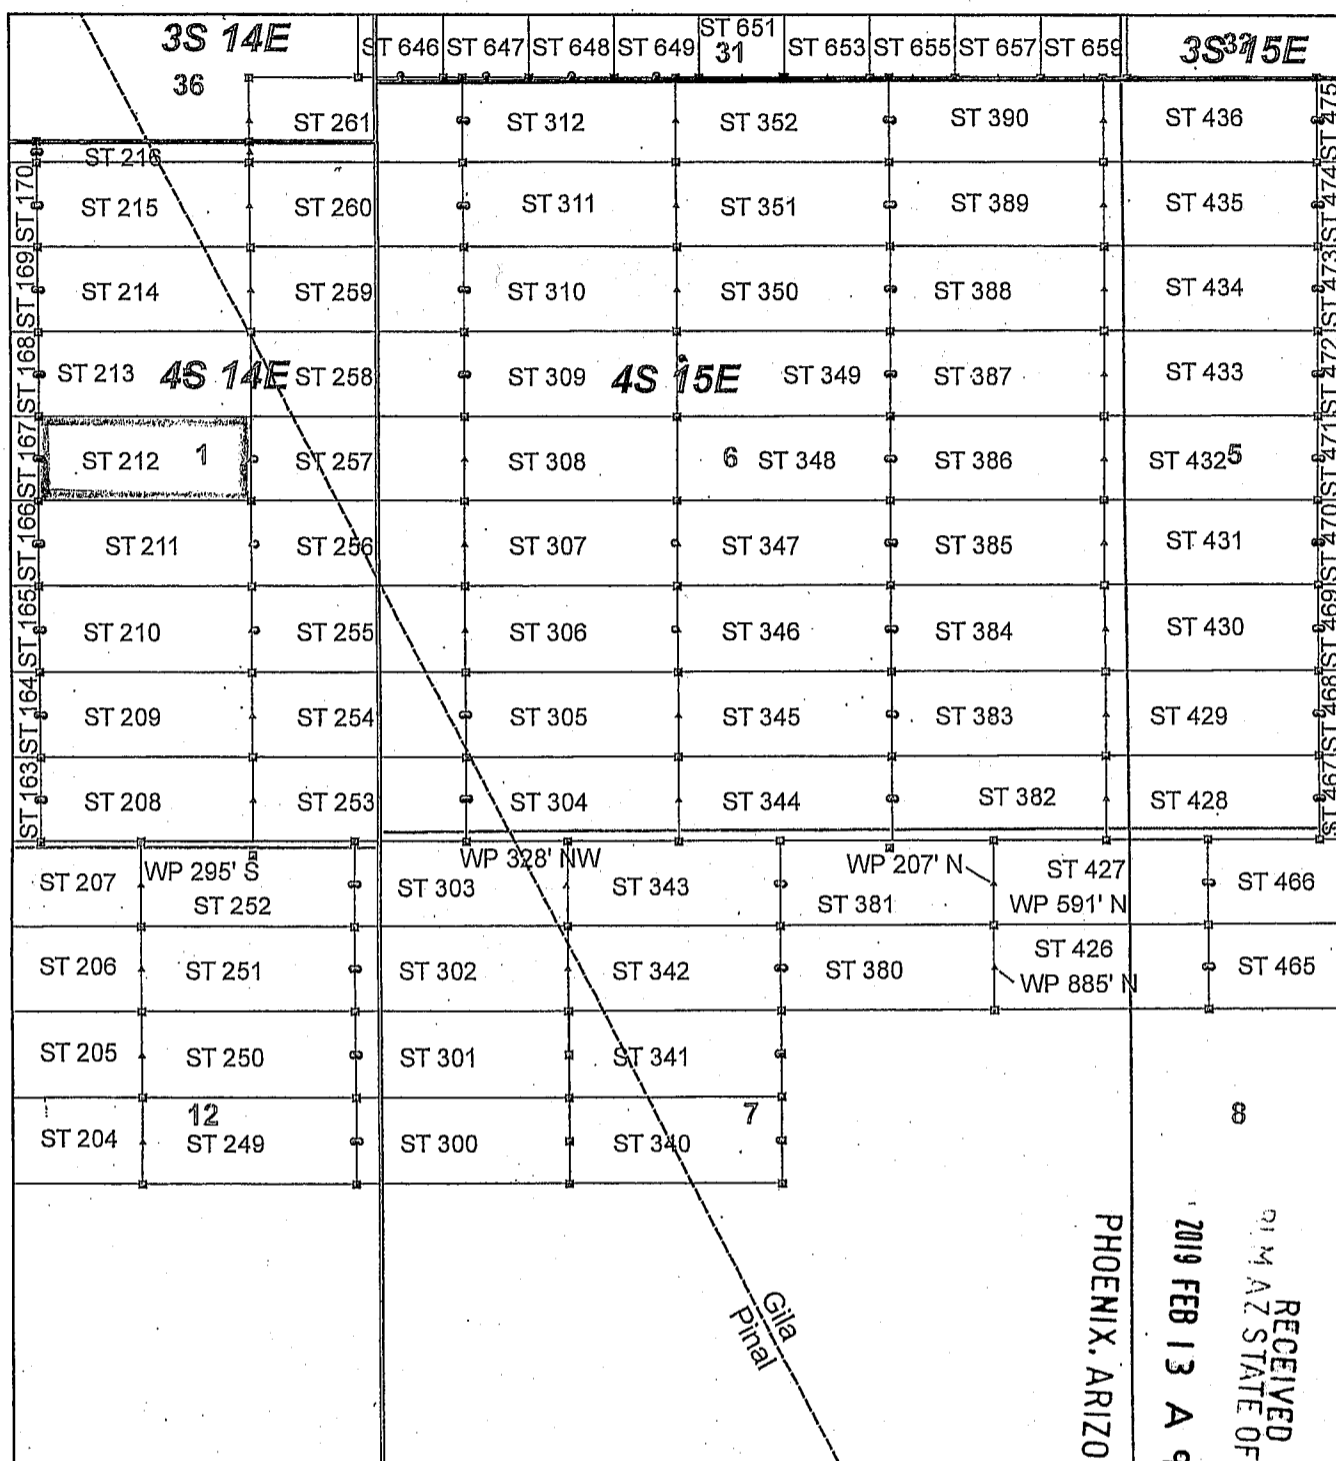 3S 14E
ST 646 ST 647 ST 648 ST 649 ST 651 ST 653 ST 655 ST 657 ST 659
31
3S 15E
32
36
ST 261 ST 312 ST 352 ST 390 ST 436 ST 475
ST 216
ST 170 ST 215 ST 260 ST 311 ST 351 ST 389 ST 435 ST 474
ST 169 ST 214 ST 259 ST 310 ST 350 ST 388 ST 434 ST 473
ST 168 ST 213 4S 14E ST 258 ST 309 4S 15E ST 349 ST 387 ST 433 ST 472
ST 167 ST 212 1 ST 257 ST 308 6 ST 348 ST 386 ST 432 5 ST 471
ST 166 ST 211 ST 256 ST 307 ST 347 ST 385 ST 431 ST 470
ST 165 ST 210 ST 255 ST 306 ST 346 ST 384 ST 430 ST 469
ST 164 ST 209 ST 254 ST 305 ST 345 ST 383 ST 429 ST 468
ST 163 ST 208 ST 253 ST 304 ST 344 ST 382 ST 428 ST 467
ST 207 WP 295' S ST 252 ST 303 WP 328' NW ST 343 WP 207' N ST 381 ST 427 WP 591' N ST 466
ST 206 ST 251 ST 302 ST 342 ST 380 ST 426 WP 885' N ST 465
ST 205 ST 250 ST 301 ST 341
ST 204 12 ST 249 ST 300 ST 340 7 8
Gila
Pinal
RECEIVED
AZ STATE OF
2019 FEB 13 A
PHOENIX, ARIZO